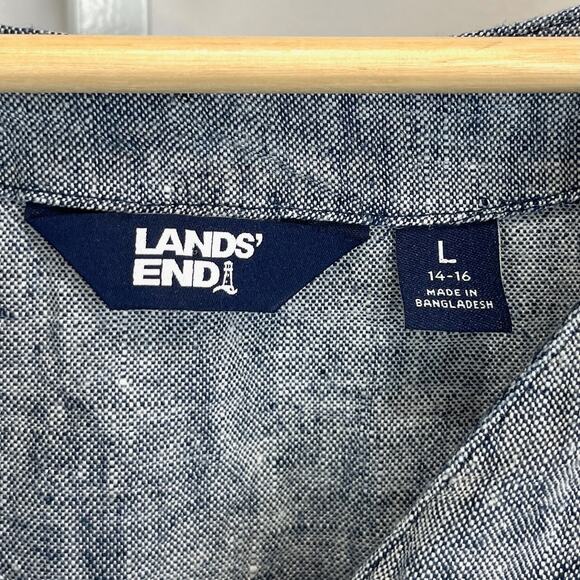 LANDS'
END
L
14-16
MADE IN
BANGLADESH